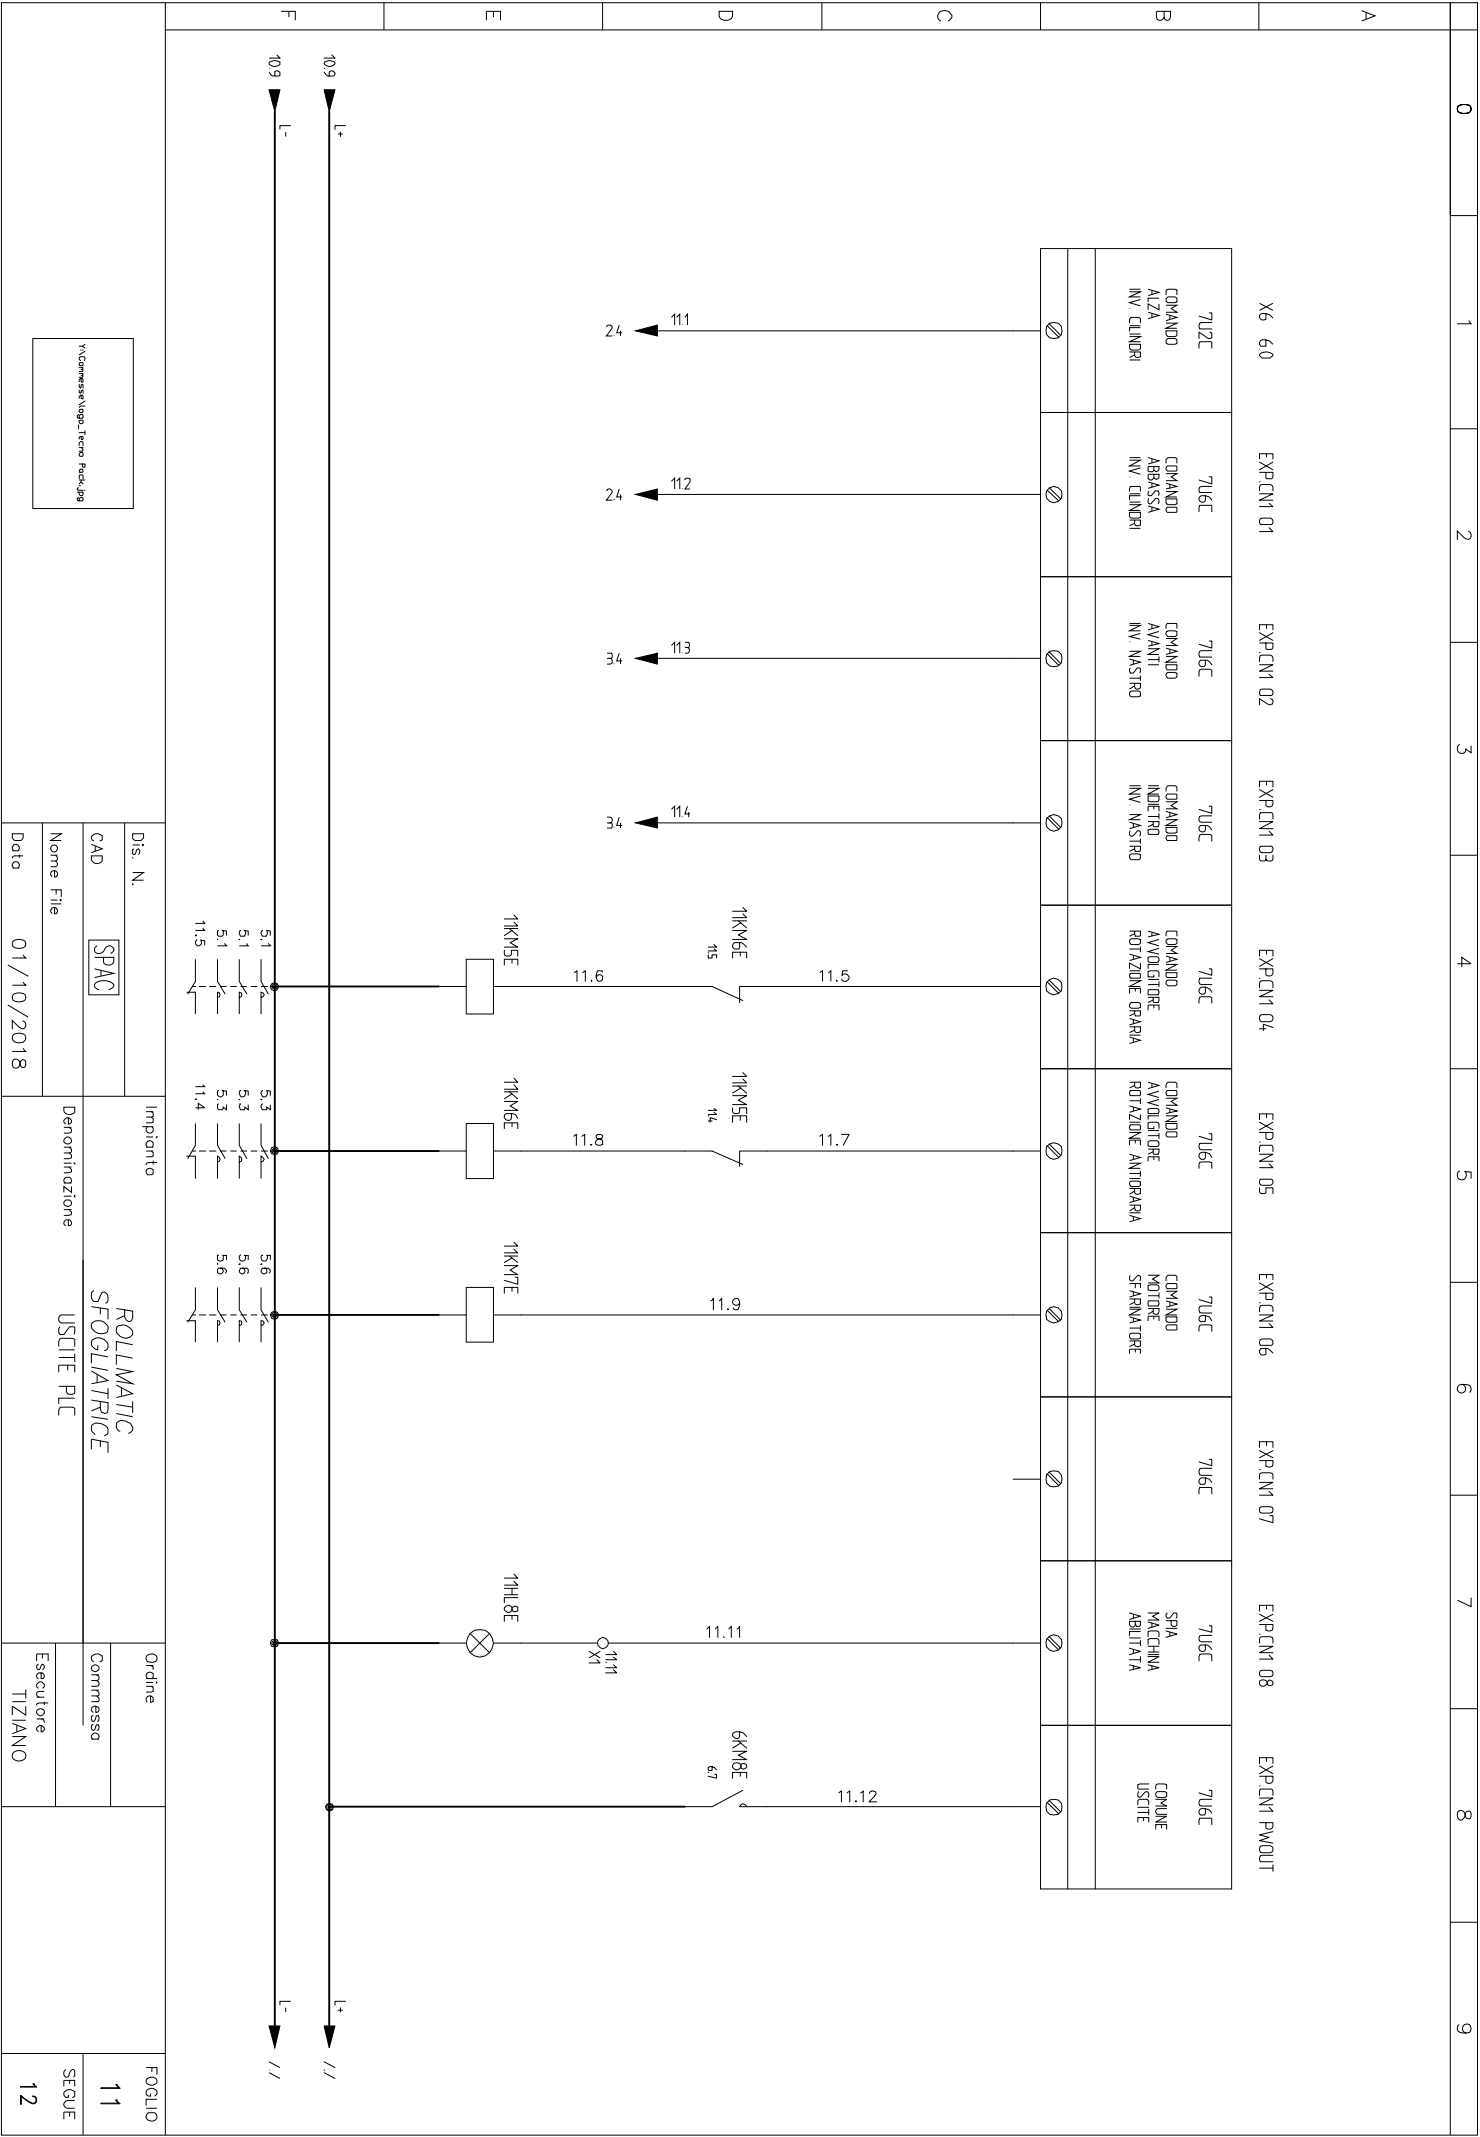 0 1 2 3 4 5 6 7 8 9
A
B
C
D
E
F
X6 6.0
EXP.CN1 01
EXP.CN1 02
EXP.CN1 03
EXP.CN1 04
EXP.CN1 05
EXP.CN1 06
EXP.CN1 07
EXP.CN1 08
EXP.CN1 PWOUT
7U2C
COMANDO
ALZA
INV. CILINDRI
7U6C
COMANDO
ABBASSA
INV. CILINDRI
7U6C
COMANDO
AVANTI
INV. NASTRO
7U6C
COMANDO
INDIETRO
INV. NASTRO
7U6C
COMANDO
AVVOLGITORE
ROTAZIONE ORARIA
7U6C
COMANDO
AVVOLGITORE
ROTAZIONE ANTIORARIA
7U6C
COMANDO
MOTORE
SFARINATORE
7U6C
7U6C
SPIA
MACCHINA
ABILITATA
7U6C
COMUNE
USCITE
11.1
2.4
11.2
2.4
11.3
3.4
11.4
3.4
11.5
11KM6E
11.5
11.6
11KM5E
11.7
11KM5E
11.4
11.8
11KM6E
11.9
11KM7E
11.11
11.11
X1
11HL8E
11.12
6KM8E
6.7
10.9
L+
L+
/./
10.9
L-
L-
/./
5.1
5.1
5.1
11.5
5.3
5.3
5.3
11.4
5.6
5.6
5.6
Y:\Commesse\logo_Tecno Pack.jpg
Dis. N.
CAD SPAC
Nome File
Data 01/10/2018
Impianto
ROLLMATIC
SFOGLIATRICE
Denominazione
USCITE PLC
Ordine
Commessa
Esecutore
TIZIANO
FOGLIO
11
SEGUE
12